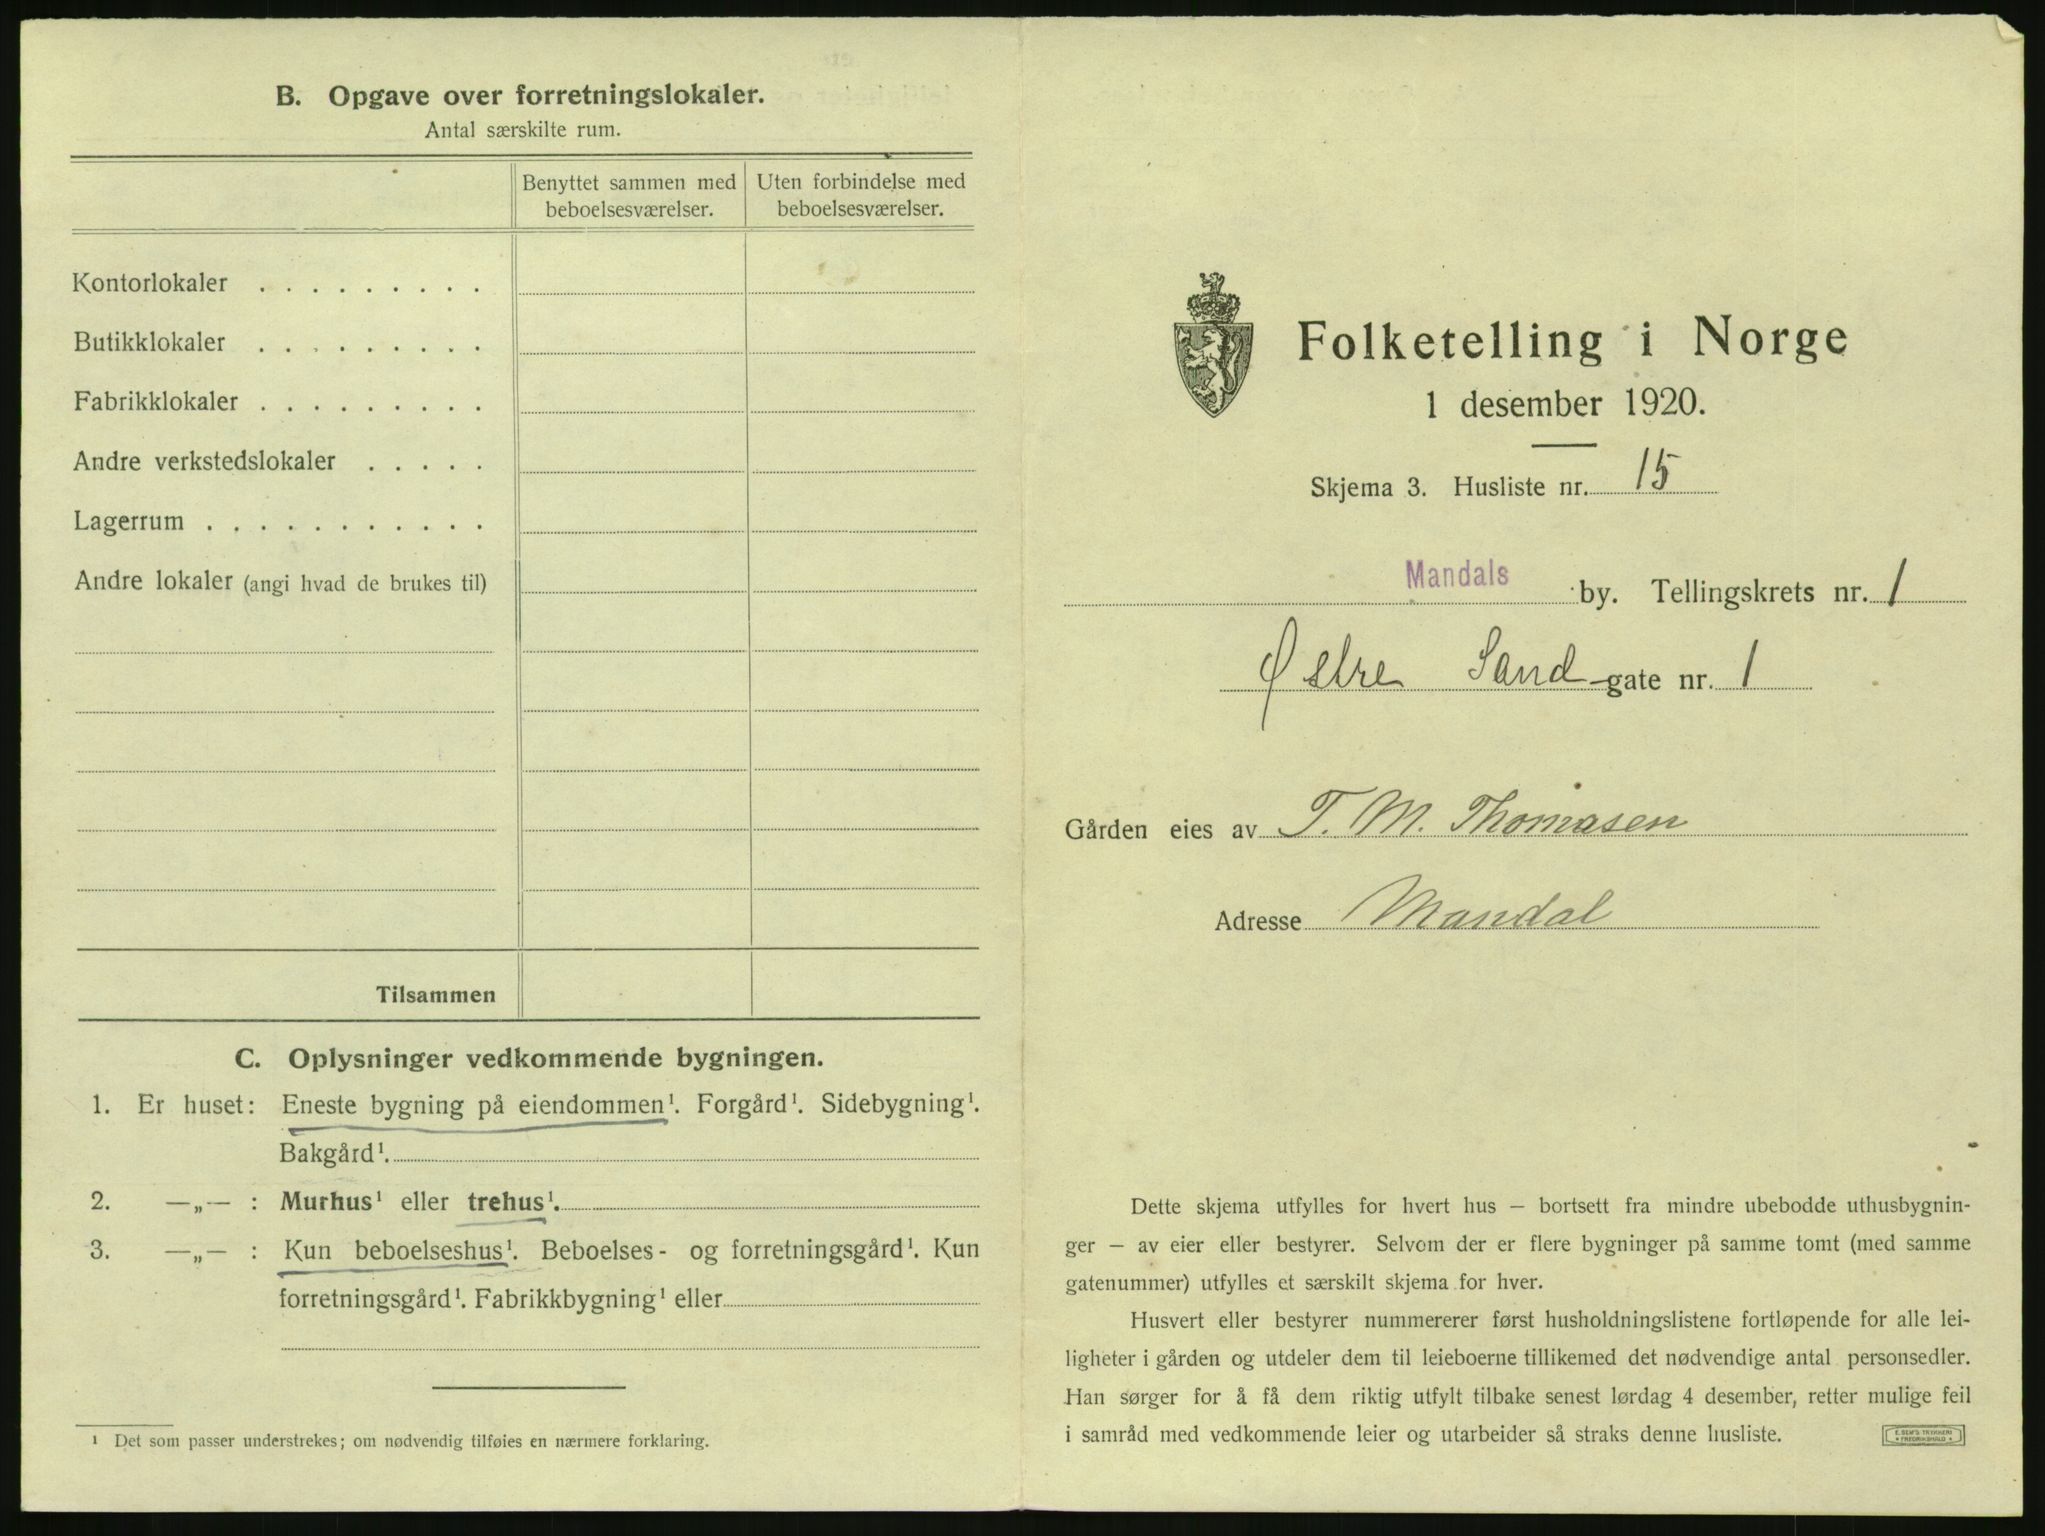 B. Opgave over forretningslokaler.
Antal særskilte rum.
Benyttet sammen med beboelsesværelser.
Uten forbindelse med beboelsesværelser.
Kontorlokaler . . . . . . . . .
Butikklokaler . . . . . . . . .
Fabrikklokaler . . . . . . . . .
Andre verkstedslokaler . . . . .
Lagerrum . . . . . . . . . . .
Andre lokaler (angi hvad de brukes til)
Tilsammen
C. Oplysninger vedkommende bygningen.
1. Er huset: Eneste bygning på eiendommen¹. Forgård¹. Sidebygning¹.
Bakgård¹.
2. —„— : Murhus¹ eller trehus¹.
3. —„— : Kun beboelseshus¹. Beboelses- og forretningsgård¹. Kun
forretningsgård¹. Fabrikkbygning¹ eller
¹ Det som passer understrekes; om nødvendig tilføies en nærmere forklaring.
Folketelling i Norge
1 desember 1920.
Skjema 3. Husliste nr. 15
Mandals by. Tellingskrets nr. 1
Østre Sand-gate nr. 1
Gården eies av T. M. Thomasen
Adresse Mandal
Dette skjema utfylles for hvert hus — bortsett fra mindre ubebodde uthusbygnin-
ger — av eier eller bestyrer. Selvom der er flere bygninger på samme tomt (med samme
gatenummer) utfylles et særskilt skjema for hver.
Husvert eller bestyrer nummererer først husholdningslistene fortløpende for alle lei-
ligheter i gården og utdeler dem til leieboerne tillikemed det nødvendige antal personsedler.
Han sørger for å få dem riktig utfylt tilbake senest lørdag 4 desember, retter mulige feil
i samråd med vedkommende leier og utarbeider så straks denne husliste.
E. SEM'S TRYKKERI
• FREDRIKSHALD •